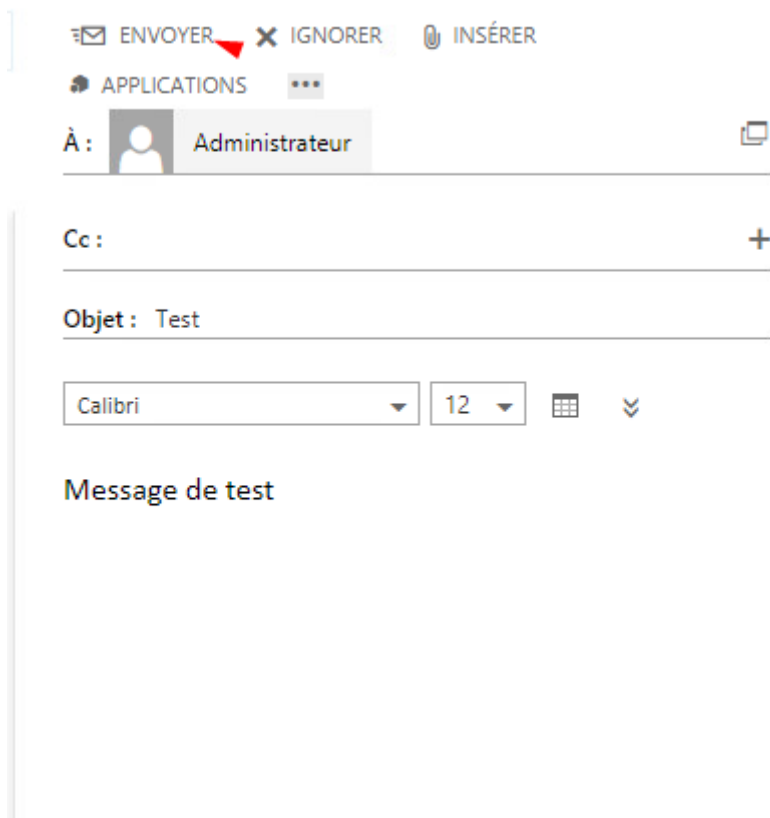 ENVOYER IGNORER INSÉRER
APPLICATIONS •••
À : Administrateur
Cc :
Objet : Test
Calibri 12
Message de test